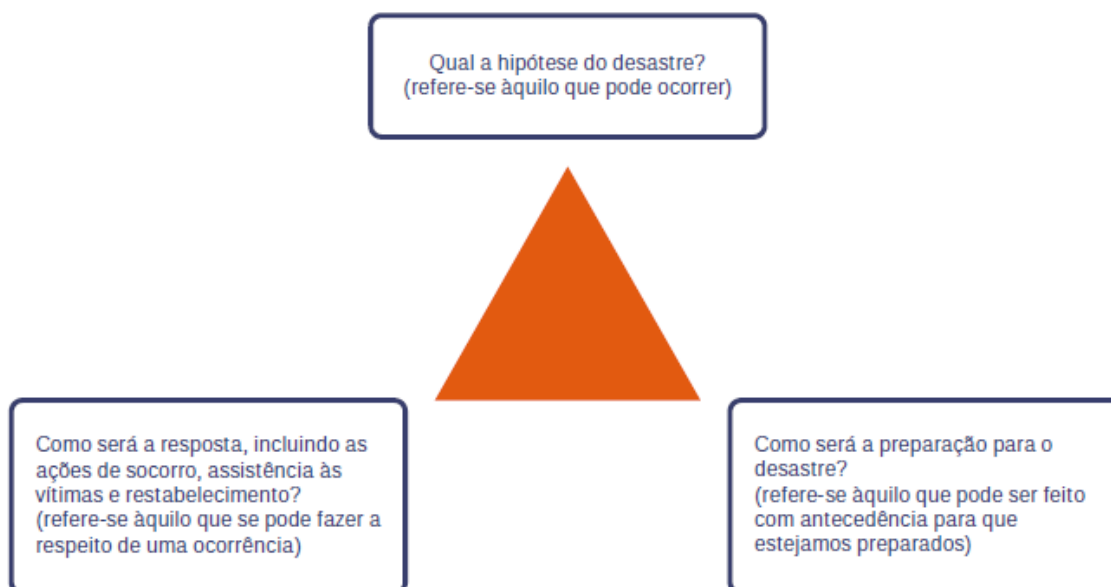 Qual a hipótese do desastre?
(refere-se àquilo que pode ocorrer)
Como será a resposta, incluindo as
ações de socorro, assistência às
vítimas e restabelecimento?
(refere-se àquilo que se pode fazer a
respeito de uma ocorrência)
Como será a preparação para o
desastre?
(refere-se àquilo que pode ser feito
com antecedência para que
estejamos preparados)